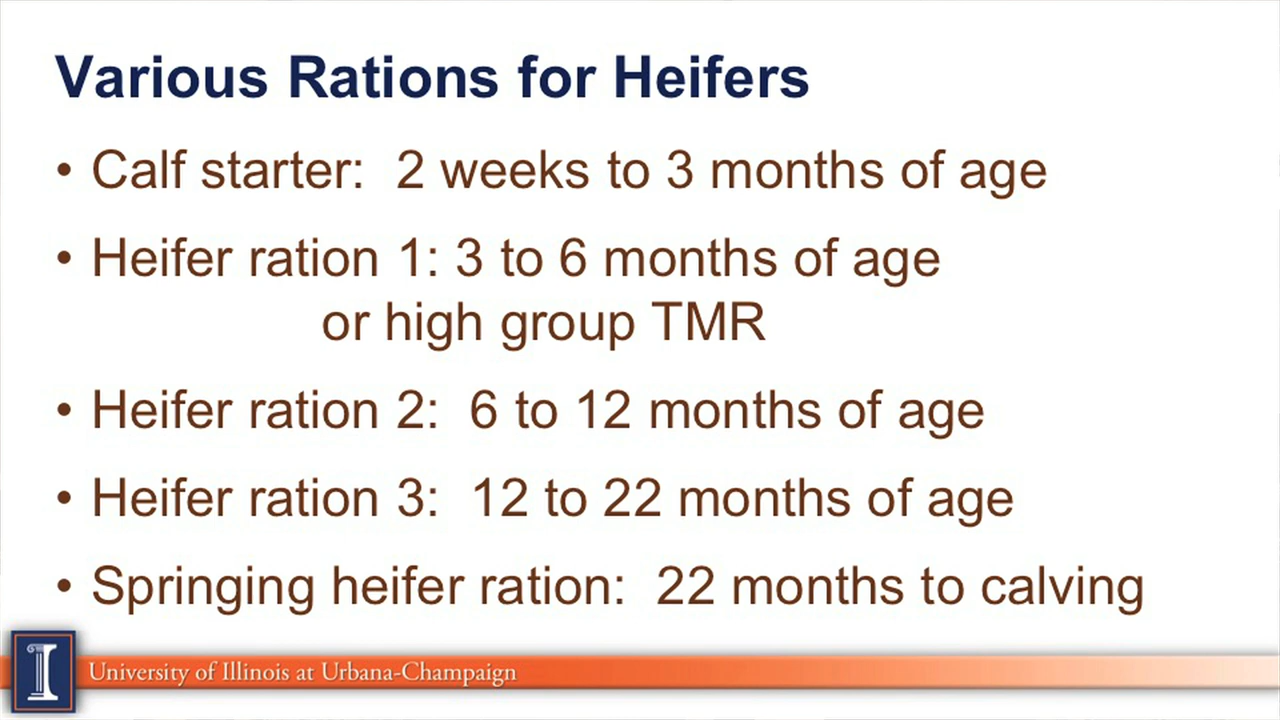 Various Rations for Heifers
• Calf starter: 2 weeks to 3 months of age
• Heifer ration 1: 3 to 6 months of age
or high group TMR
• Heifer ration 2: 6 to 12 months of age
• Heifer ration 3: 12 to 22 months of age
• Springing heifer ration: 22 months to calving
I University of Illinois at Urbana-Champaign